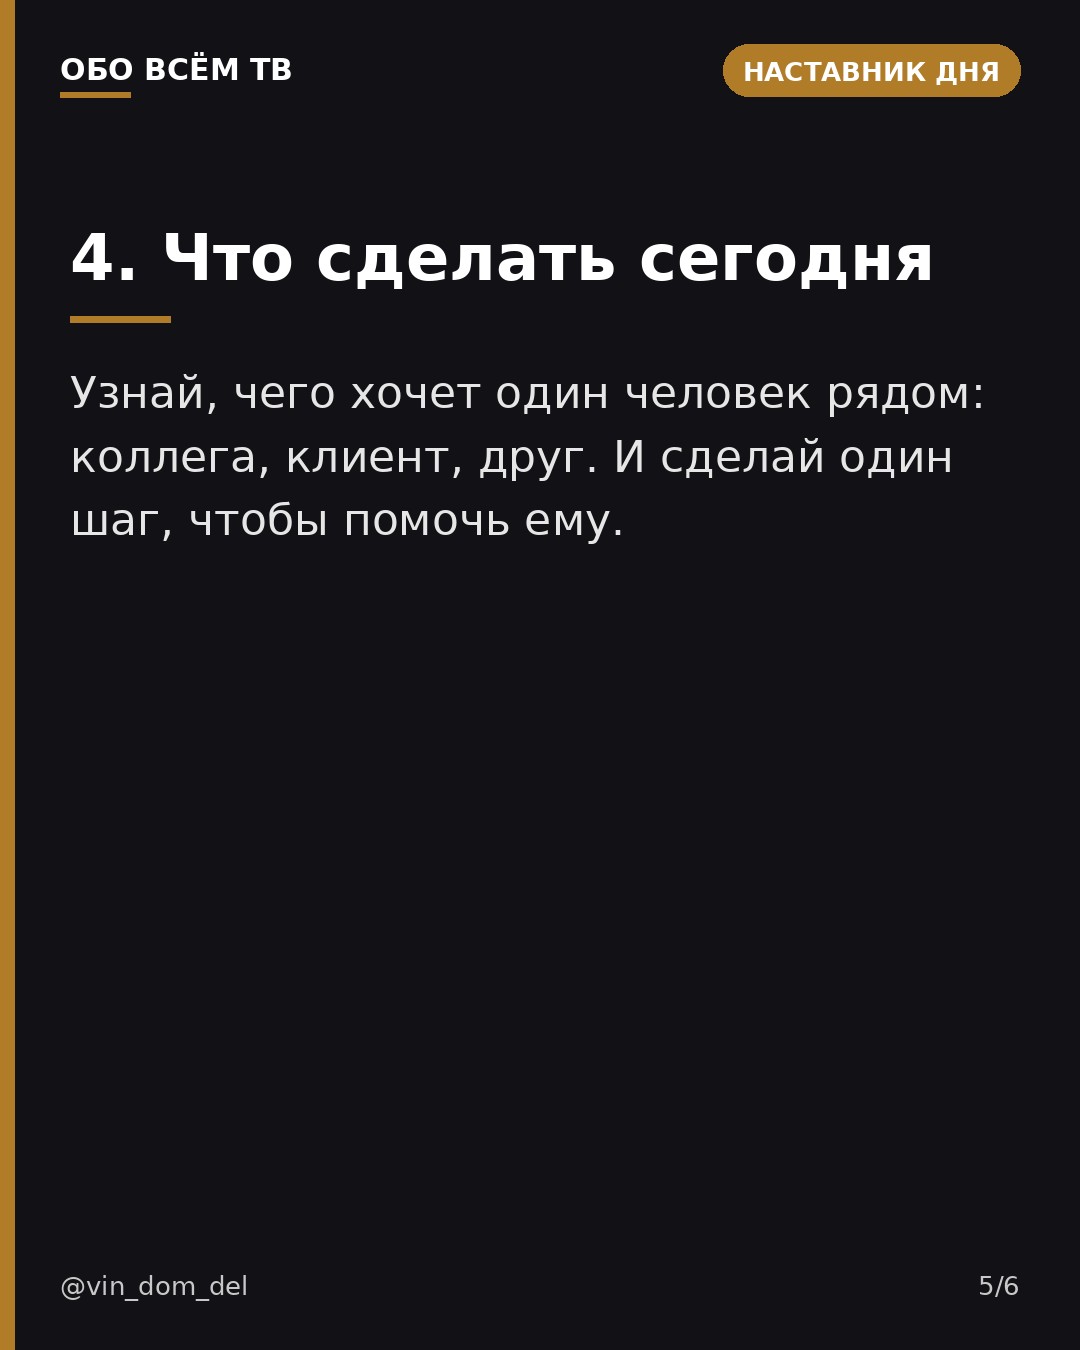 ОБО ВСЁМ ТВ
НАСТАВНИК ДНЯ
4. Что сделать сегодня
Узнай, чего хочет один человек рядом:
коллега, клиент, друг. И сделай один
шаг, чтобы помочь ему.
@vin_dom_del
5/6